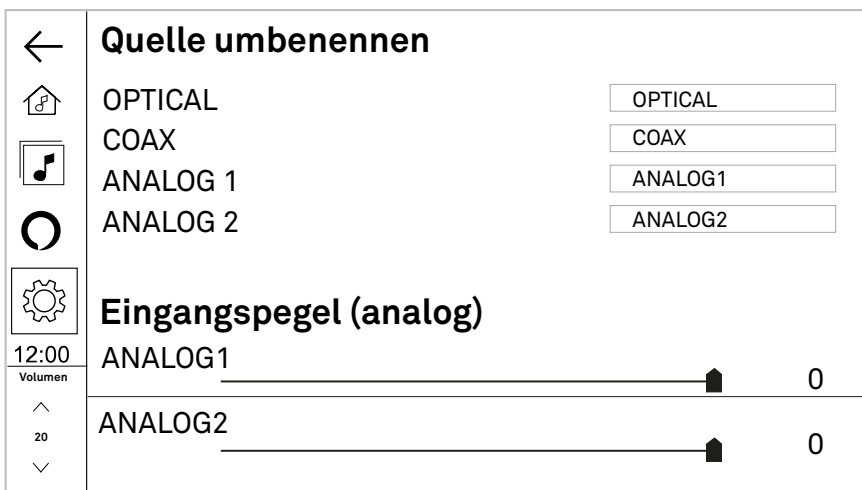 Quelle umbenennen
OPTICAL OPTICAL
COAX COAX
ANALOG 1 ANALOG1
ANALOG 2 ANALOG2
Eingangspegel (analog)
12:00
Volumen
20
ANALOG1 0
ANALOG2 0